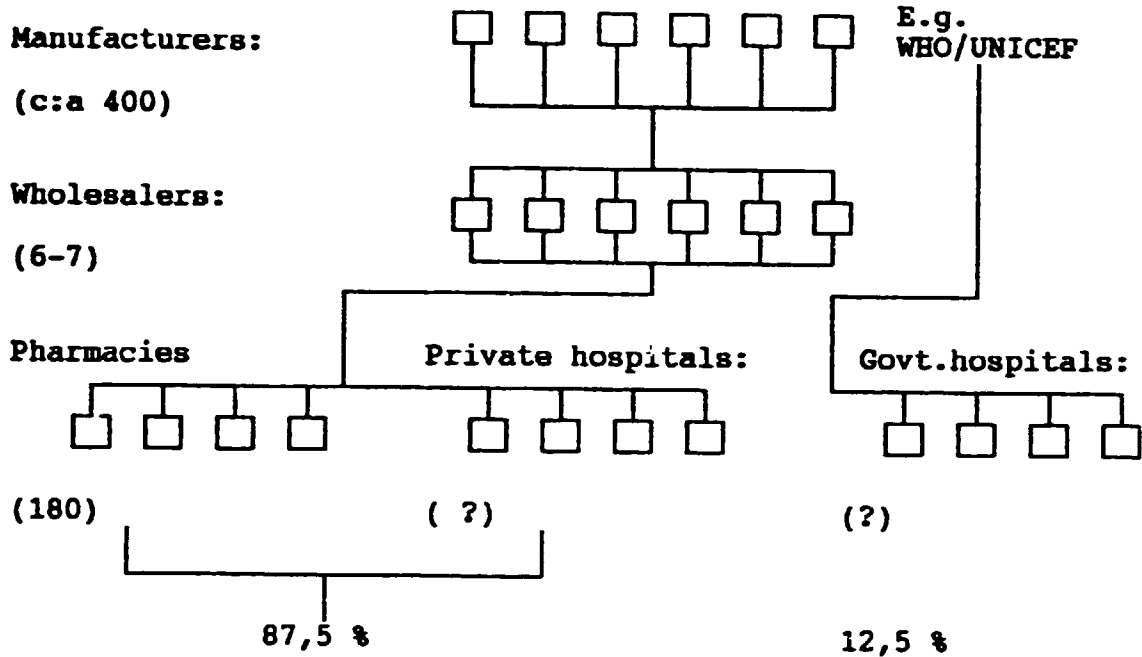 Manufacturers:
E.g.
WHO/UNICEF
(c:a 400)
Wholesalers:
(6-7)
Pharmacies
Private hospitals:
Govt.hospitals:
(180)
( ?)
(?)
87,5 %
12,5 %